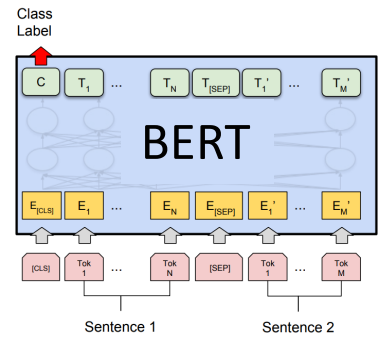 Class
Label
C T1 ... TN T[SEP] T1' ... TM'
BERT
E[CLS] E1 ... EN E[SEP] E1' ... EM'
[CLS] Tok 1 ... Tok N [SEP] Tok 1 ... Tok M
Sentence 1 Sentence 2